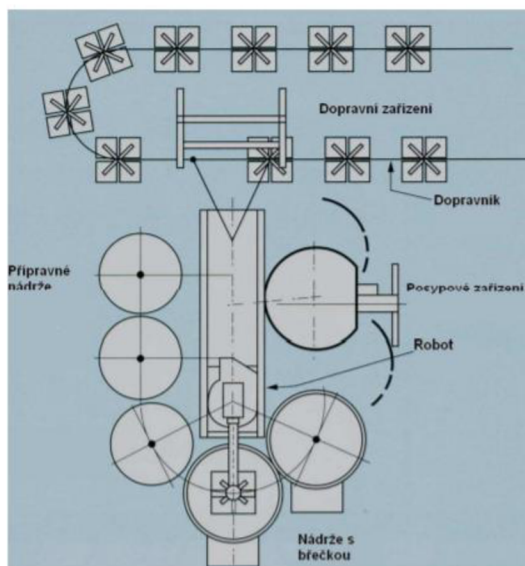 Dopravní zařízení
Dopravník
Přípravné
nádrže
Posypové zařízení
Robot
Nádrže s
břečkou